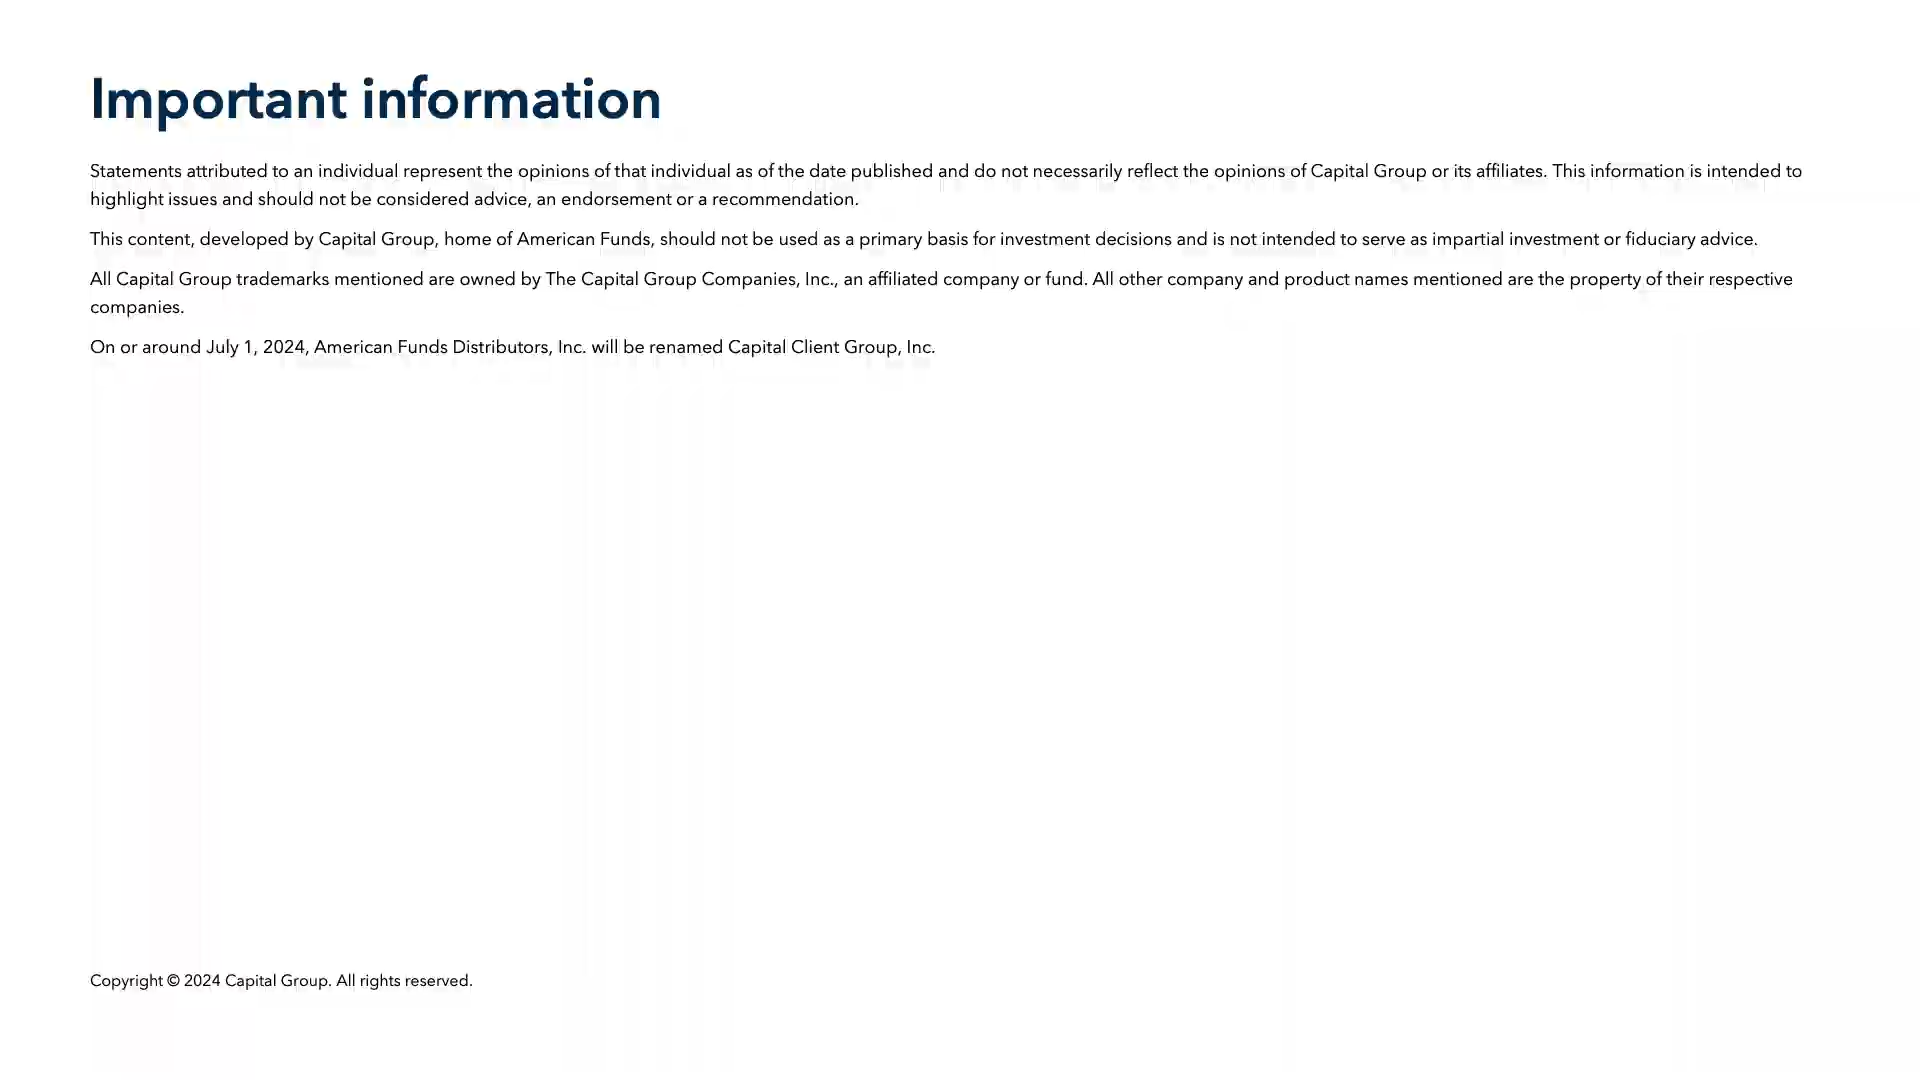 Important information
Statements attributed to an individual represent the opinions of that individual as of the date published and do not necessarily reflect the opinions of Capital Group or its affiliates. This information is intended to
highlight issues and should not be considered advice, an endorsement or a recommendation.
This content, developed by Capital Group, home of American Funds, should not be used as a primary basis for investment decisions and is not intended to serve as impartial investment or fiduciary advice.
All Capital Group trademarks mentioned are owned by The Capital Group Companies, Inc., an affiliated company or fund. All other company and product names mentioned are the property of their respective
companies.
On or around July 1, 2024, American Funds Distributors, Inc. will be renamed Capital Client Group, Inc.
Copyright © 2024 Capital Group. All rights reserved.